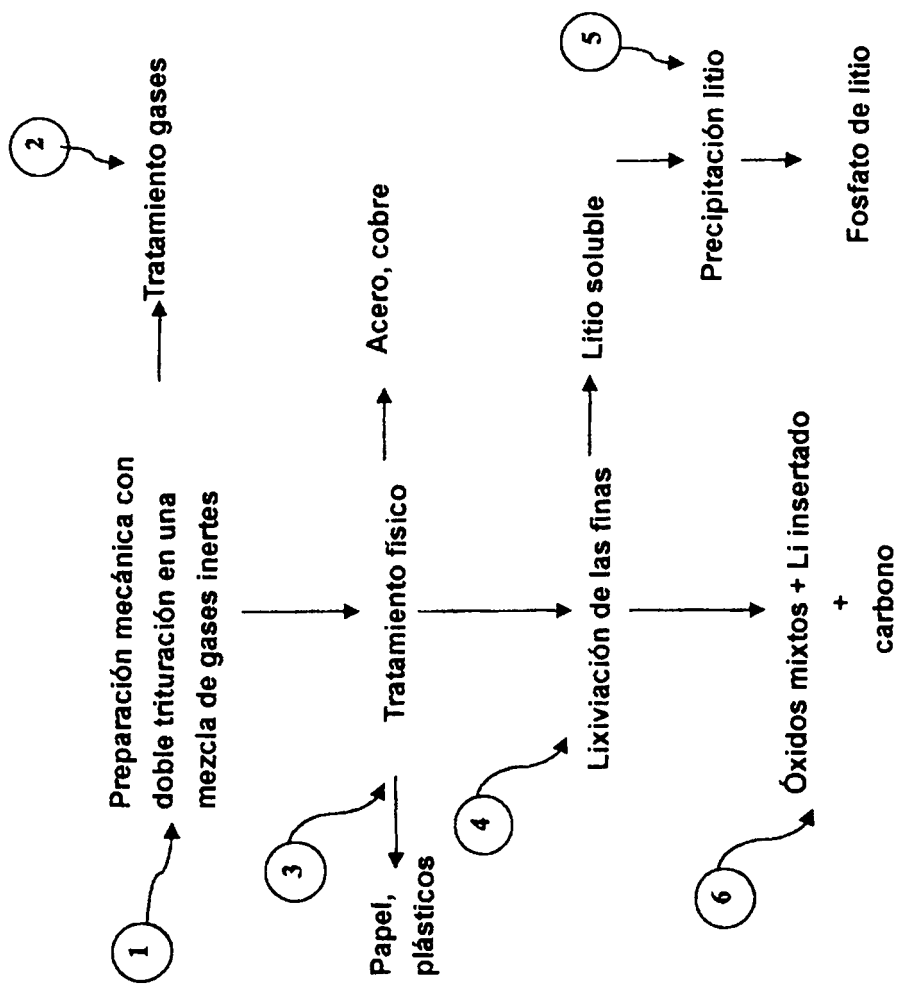 1
Preparación mecánica con
doble trituración en una
mezcla de gases inertes
2
Tratamiento gases
3
Papel,
plásticos
Tratamiento físico
Acero, cobre
4
Lixiviación de las finas
Litio soluble
5
Precipitación litio
Fosfato de litio
6
Óxidos mixtos + Li insertado
+
carbono